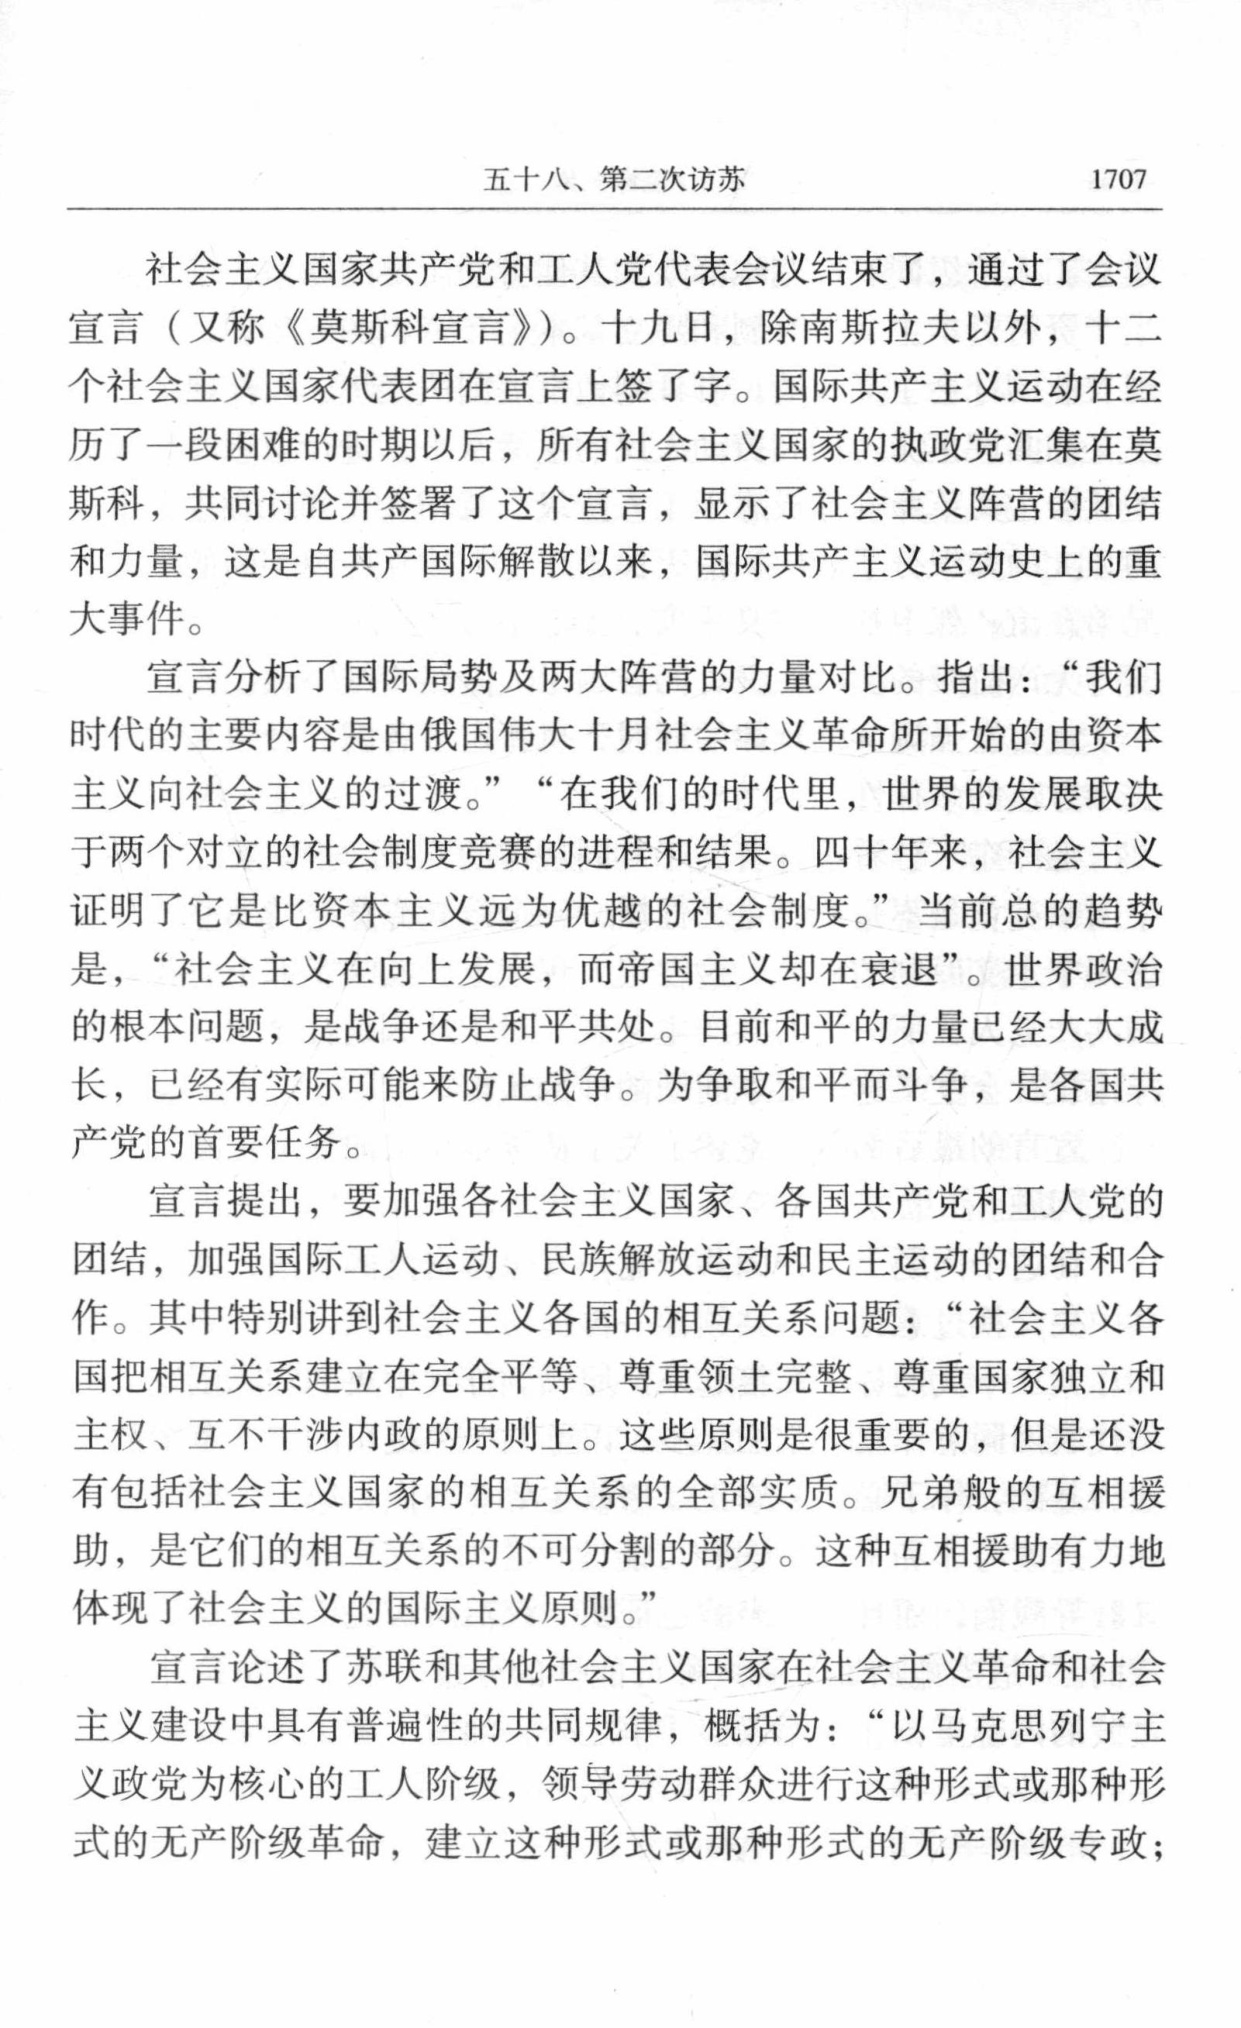 五十八、第二次访苏 1707
社会主义国家共产党和工人党代表会议结束了，通过了会议
宣言（又称《莫斯科宣言》）。十九日，除南斯拉夫以外，十二
个社会主义国家代表团在宣言上签了字。国际共产主义运动在经
历了一段困难的时期以后，所有社会主义国家的执政党汇集在莫
斯科，共同讨论并签署了这个宣言，显示了社会主义阵营的团结
和力量，这是自共产国际解散以来，国际共产主义运动史上的重
大事件。
宣言分析了国际局势及两大阵营的力量对比。指出：“我们
时代的主要内容是由俄国伟大十月社会主义革命所开始的由资本
主义向社会主义的过渡。”“在我们的时代里，世界的发展取决
于两个对立的社会制度竞赛的进程和结果。四十年来，社会主义
证明了它是比资本主义远为优越的社会制度。”当前总的趋势
是，“社会主义在向上发展，而帝国主义却在衰退”。世界政治
的根本问题，是战争还是和平共处。目前和平的力量已经大大成
长，已经有实际可能来防止战争。为争取和平而斗争，是各国共
产党的首要任务。
宣言提出，要加强各社会主义国家、各国共产党和工人党的
团结，加强国际工人运动、民族解放运动和民主运动的团结和合
作。其中特别讲到社会主义各国的相互关系问题：“社会主义各
国把相互关系建立在完全平等、尊重领土完整、尊重国家独立和
主权、互不干涉内政的原则上。这些原则是很重要的，但是还没
有包括社会主义国家的相互关系的全部实质。兄弟般的互相援
助，是它们的相互关系的不可分割的部分。这种互相援助有力地
体现了社会主义的国际主义原则。”
宣言论述了苏联和其他社会主义国家在社会主义革命和社会
主义建设中具有普遍性的共同规律，概括为：“以马克思列宁主
义政党为核心的工人阶级，领导劳动群众进行这种形式或那种形
式的无产阶级革命，建立这种形式或那种形式的无产阶级专政；